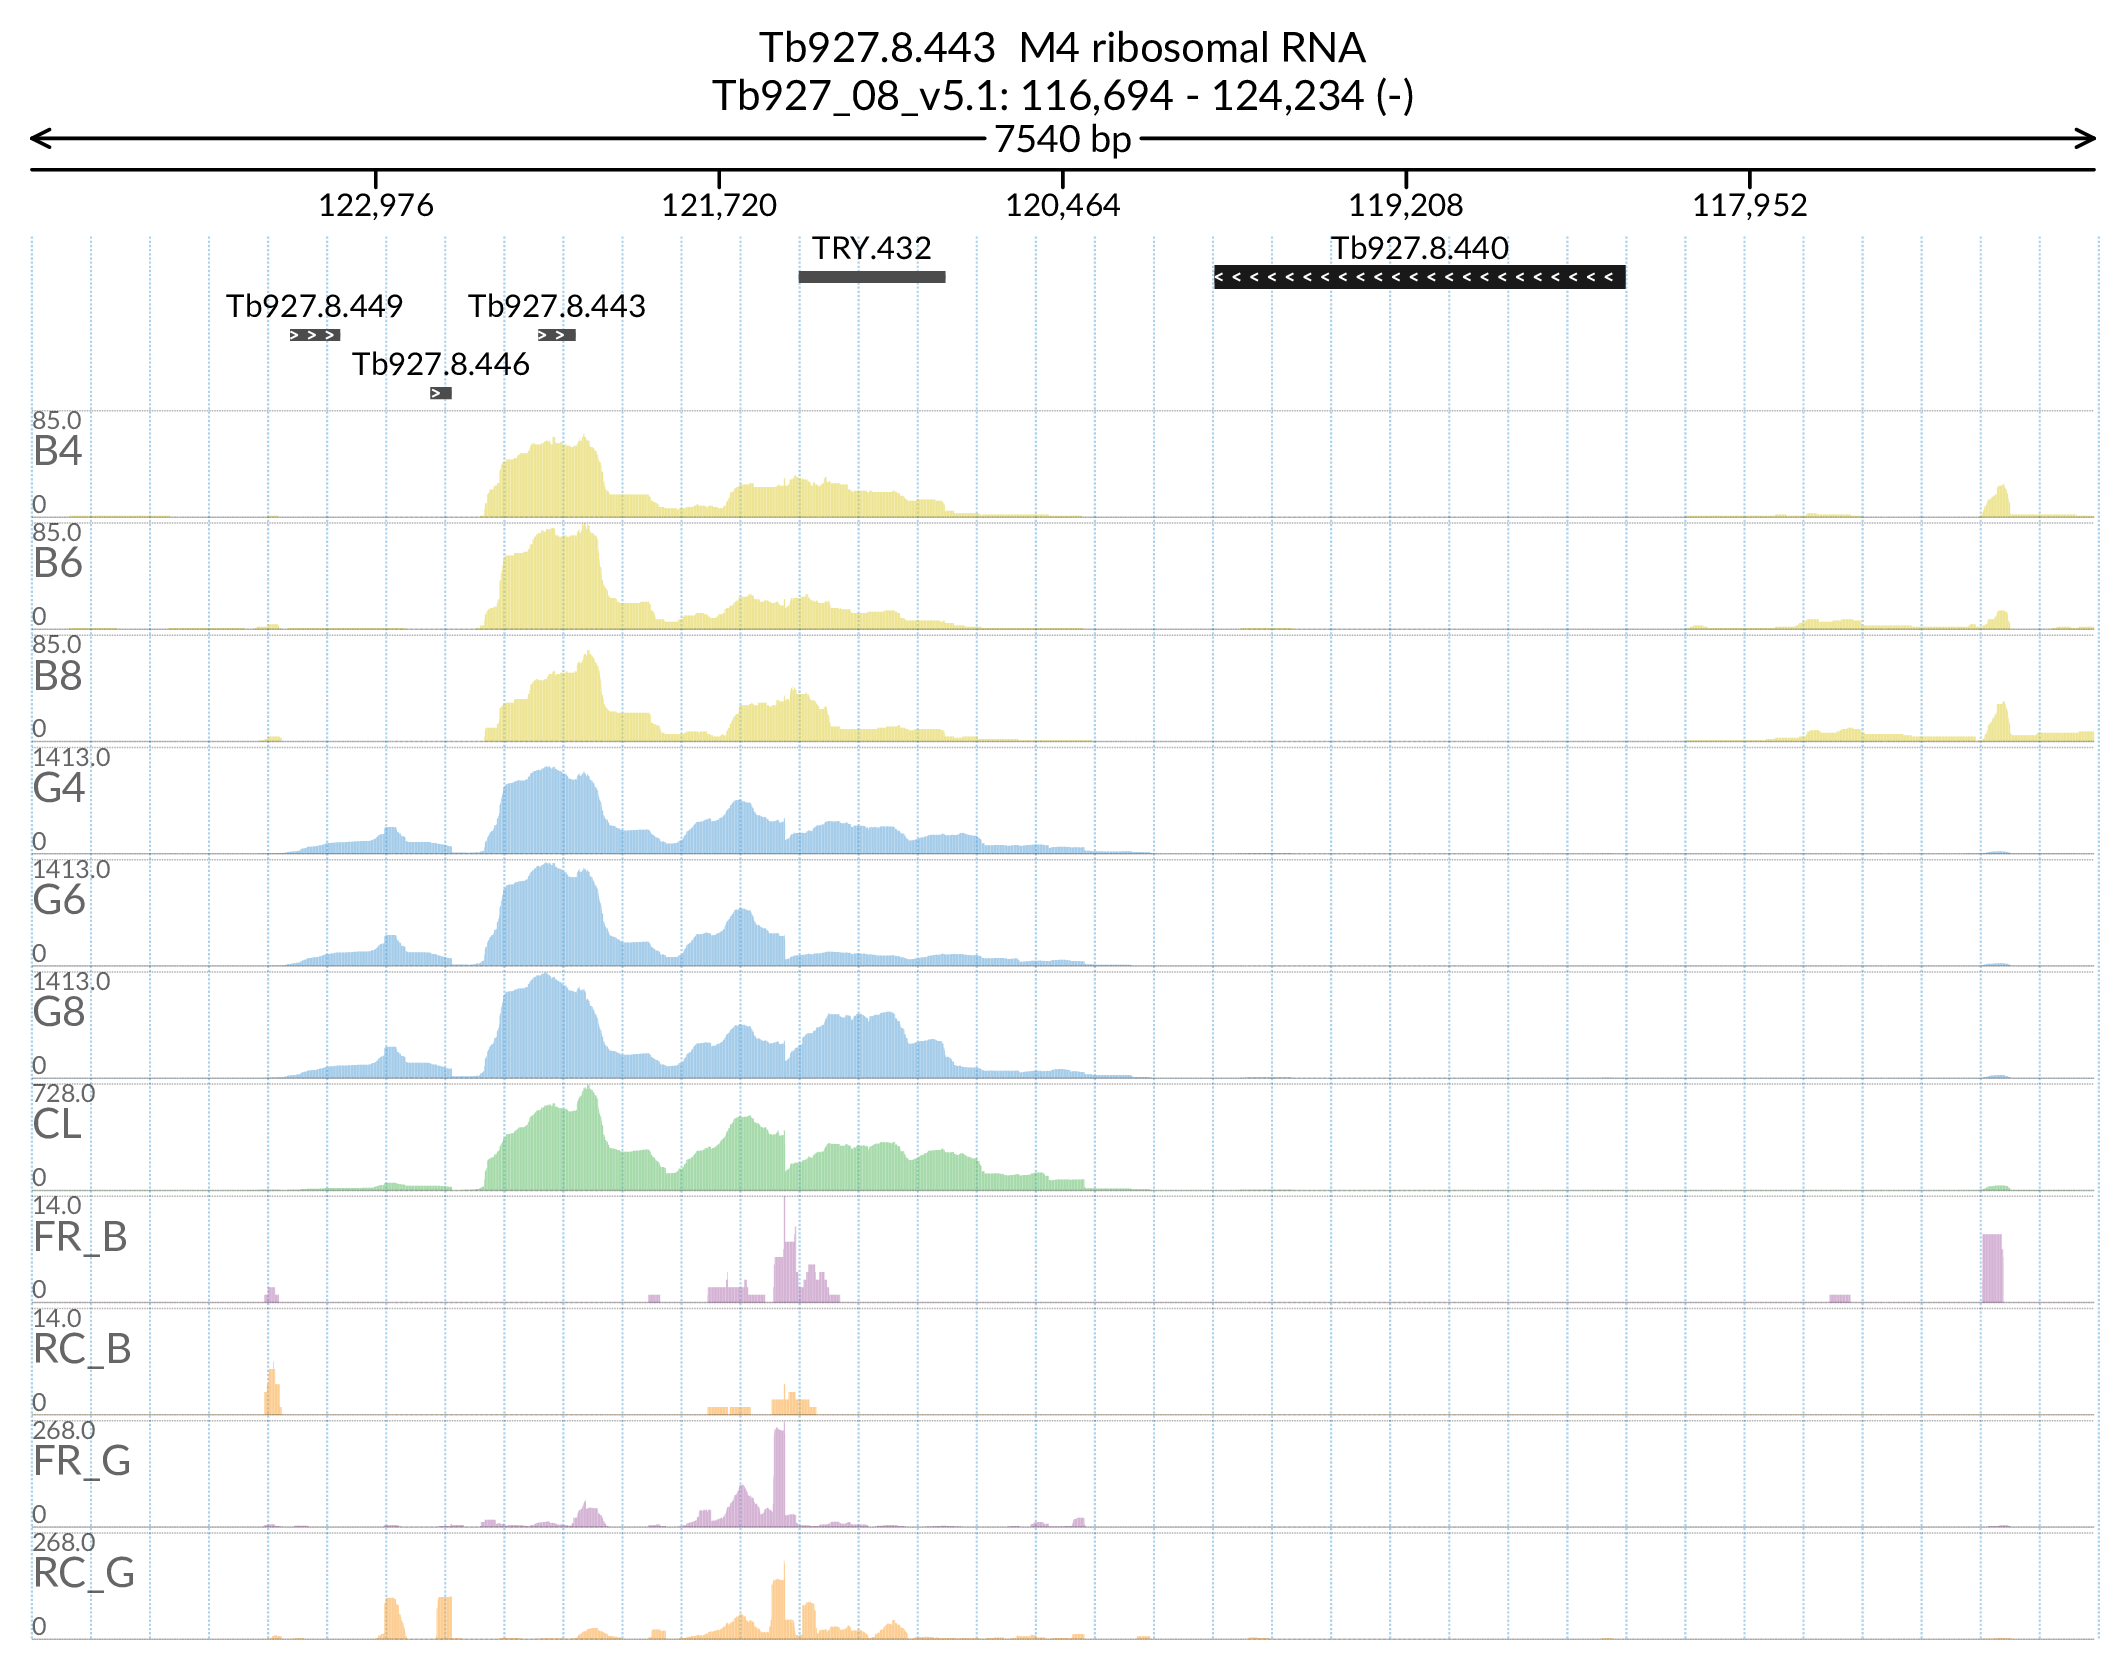 Tb927.8.443  M4 ribosomal RNA
Tb927_08_v5.1: 116,694 - 124,234 (-)
7540 bp
122,976 121,720 120,464 119,208 117,952
TRY.432 Tb927.8.440
Tb927.8.449 Tb927.8.443
Tb927.8.446
85.0
B4
0
85.0
B6
0
85.0
B8
0
1413.0
G4
0
1413.0
G6
0
1413.0
G8
0
728.0
CL
0
14.0
FR_B
0
14.0
RC_B
0
268.0
FR_G
0
268.0
RC_G
0